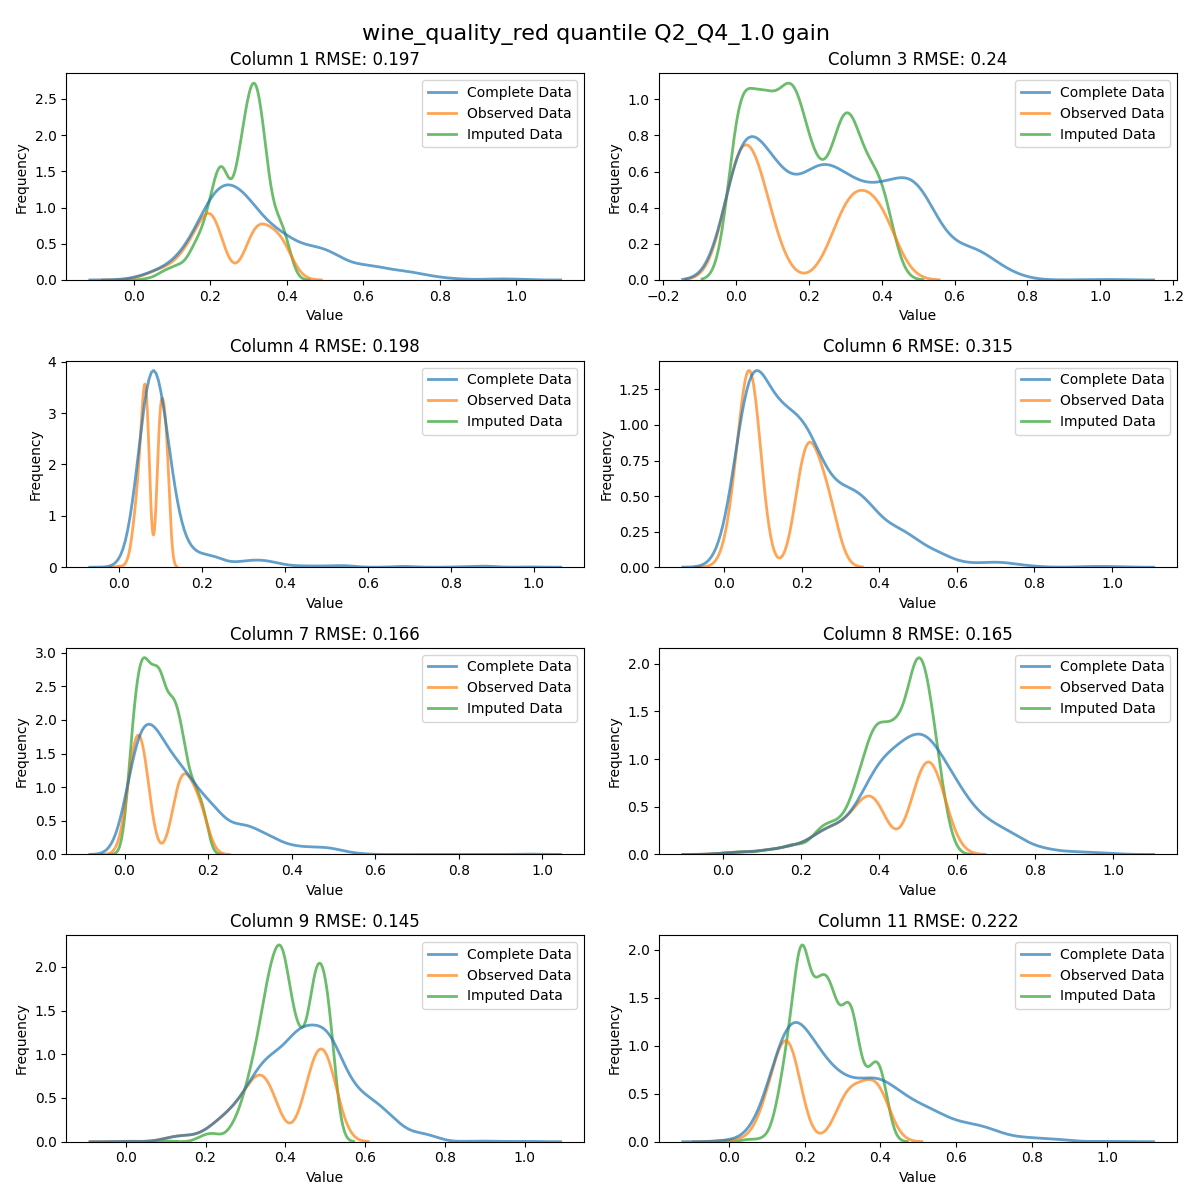 wine_quality_red quantile Q2_Q4_1.0 gain
Column 1 RMSE: 0.197
Frequency
2.5
2.0
1.5
1.0
0.5
0.0
Complete Data
Observed Data
Imputed Data
0.0 0.2 0.4 0.6 0.8 1.0
Value
Column 3 RMSE: 0.24
Frequency
1.0
0.8
0.6
0.4
0.2
0.0
Complete Data
Observed Data
Imputed Data
−0.2 0.0 0.2 0.4 0.6 0.8 1.0 1.2
Value
Column 4 RMSE: 0.198
Frequency
4
3
2
1
0
Complete Data
Observed Data
Imputed Data
0.0 0.2 0.4 0.6 0.8 1.0
Value
Column 6 RMSE: 0.315
Frequency
1.25
1.00
0.75
0.50
0.25
0.00
Complete Data
Observed Data
Imputed Data
0.0 0.2 0.4 0.6 0.8 1.0
Value
Column 7 RMSE: 0.166
Frequency
3.0
2.5
2.0
1.5
1.0
0.5
0.0
Complete Data
Observed Data
Imputed Data
0.0 0.2 0.4 0.6 0.8 1.0
Value
Column 8 RMSE: 0.165
Frequency
2.0
1.5
1.0
0.5
0.0
Complete Data
Observed Data
Imputed Data
0.0 0.2 0.4 0.6 0.8 1.0
Value
Column 9 RMSE: 0.145
Frequency
2.0
1.5
1.0
0.5
0.0
Complete Data
Observed Data
Imputed Data
0.0 0.2 0.4 0.6 0.8 1.0
Value
Column 11 RMSE: 0.222
Frequency
2.0
1.5
1.0
0.5
0.0
Complete Data
Observed Data
Imputed Data
0.0 0.2 0.4 0.6 0.8 1.0
Value